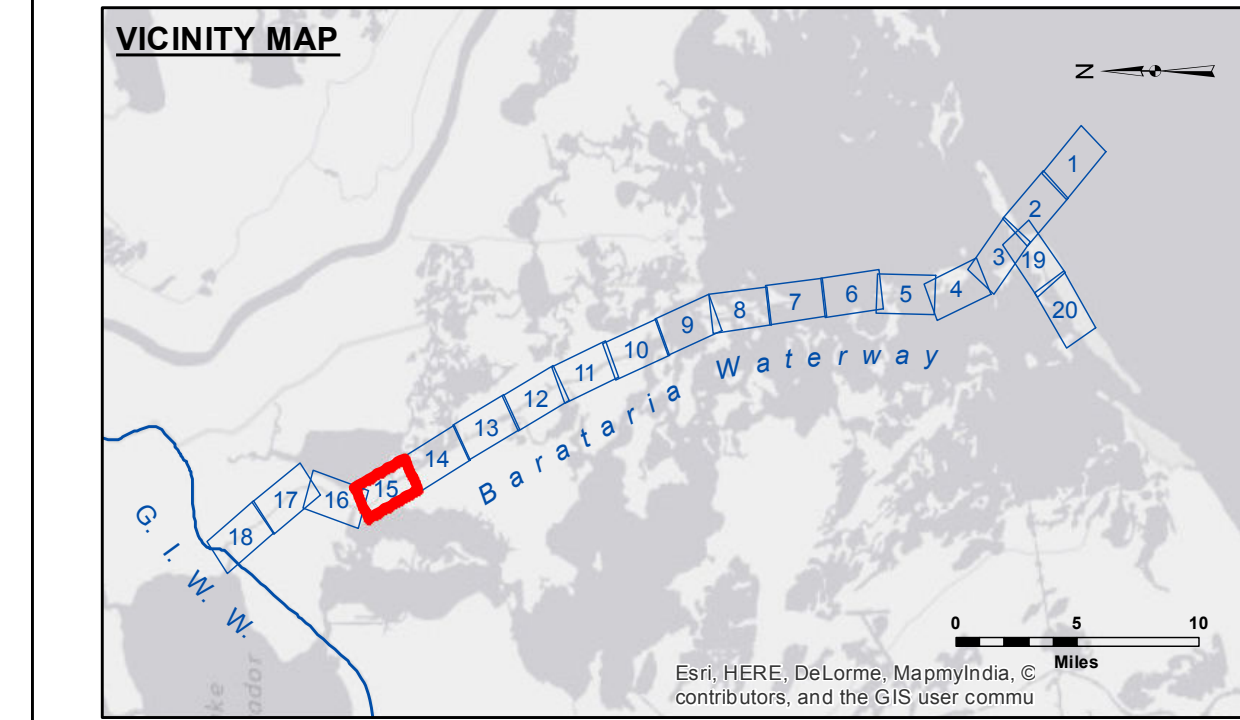 VICINITY MAP
N
1
2
3
19
4
20
5
6
7
8
9
10
11
12
13
14
15
16
17
18
Barataria Waterway
G. I. W. W.
ador
0 5 10
Miles
Esri, HERE, DeLorme, MapmyIndia, ©
contributors, and the GIS user commu